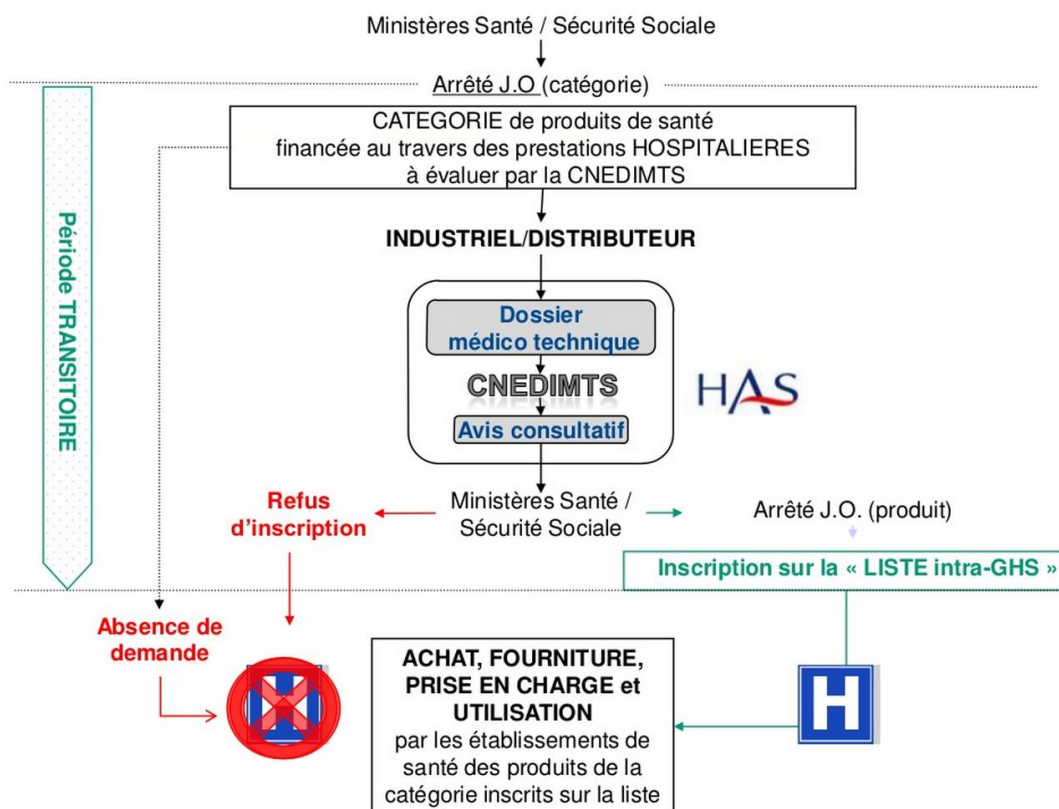 Ministères Santé / Sécurité Sociale
Arrêté J.O (catégorie)
CATEGORIE de produits de santé
financée au travers des prestations HOSPITALIERES
à évaluer par la CNEDIMTS
Période TRANSITOIRE
INDUSTRIEL/DISTRIBUTEUR
Dossier
médico technique
CNEDIMTS
HAS
Avis consultatif
Refus
d'inscription
Ministères Santé /
Sécurité Sociale
Arrêté J.O. (produit)
Inscription sur la « LISTE intra-GHS »
Absence de
demande
H
ACHAT, FOURNITURE,
PRISE EN CHARGE et
UTILISATION
par les établissements de
santé des produits de la
catégorie inscrits sur la liste
H